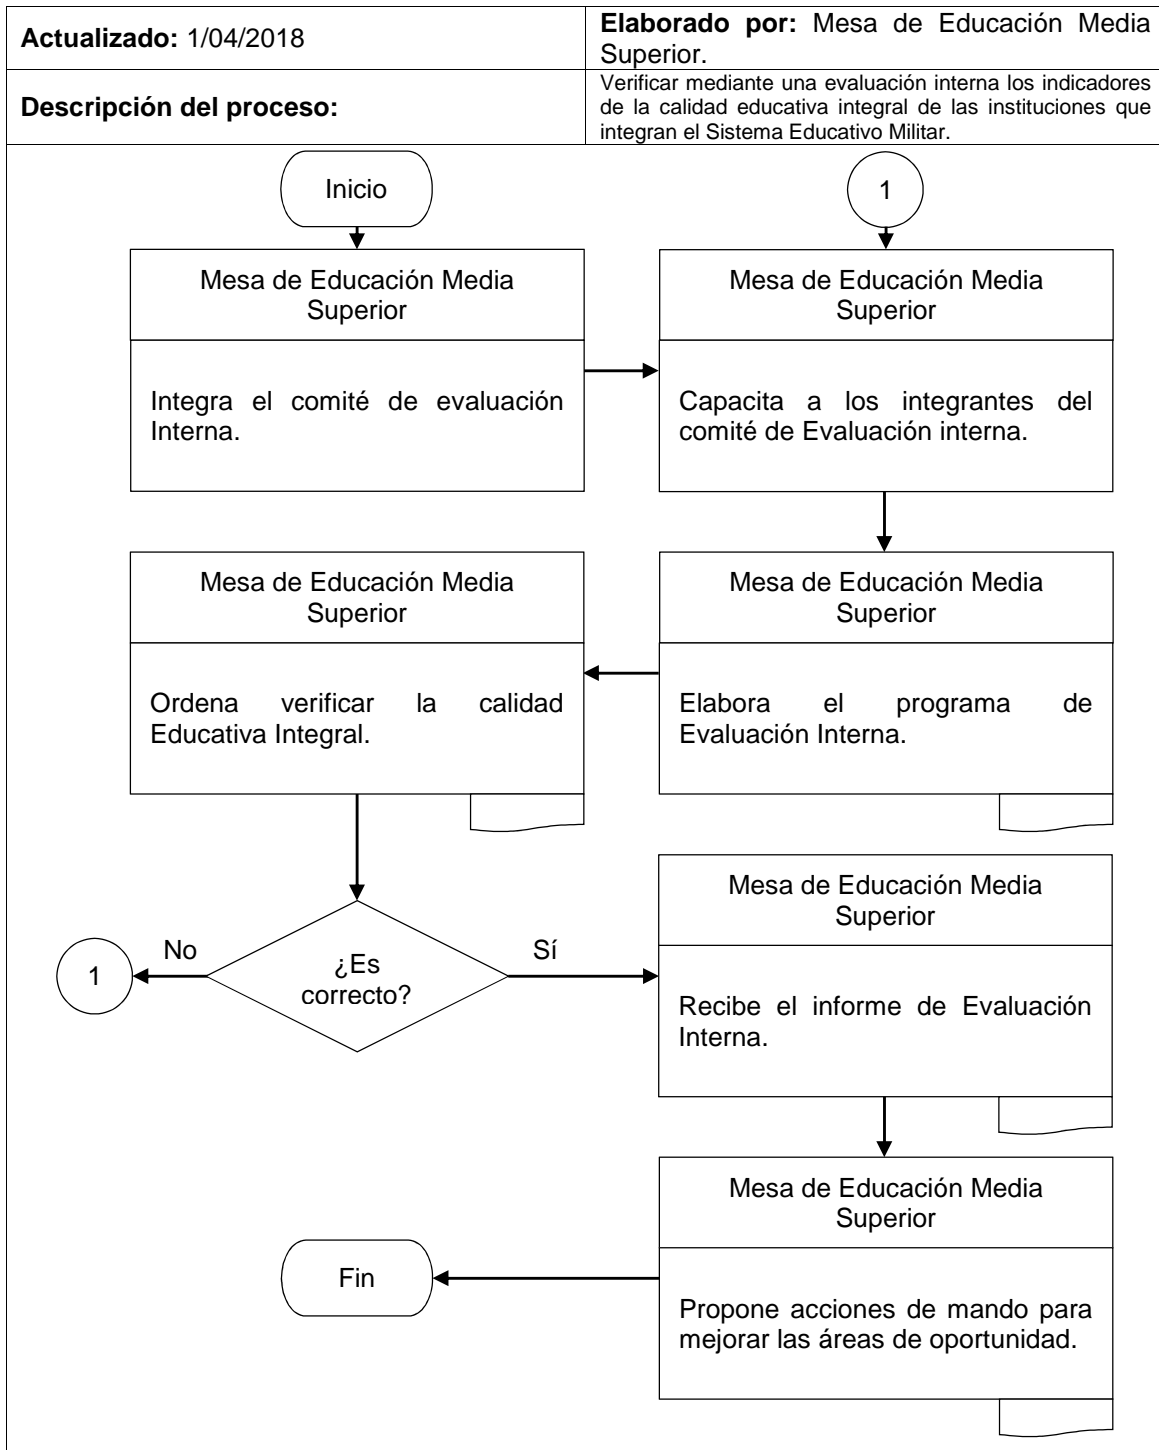 Actualizado: 1/04/2018
Elaborado por: Mesa de Educación Media
Superior.
Descripción del proceso:
Verificar mediante una evaluación interna los indicadores
de la calidad educativa integral de las instituciones que
integran el Sistema Educativo Militar.
Inicio
1
Mesa de Educación Media
Superior
Integra el comité de evaluación
Interna.
Mesa de Educación Media
Superior
Capacita a los integrantes del
comité de Evaluación interna.
Mesa de Educación Media
Superior
Elabora el programa de
Evaluación Interna.
Mesa de Educación Media
Superior
Ordena verificar la calidad
Educativa Integral.
¿Es
correcto?
No
1
Sí
Mesa de Educación Media
Superior
Recibe el informe de Evaluación
Interna.
Mesa de Educación Media
Superior
Propone acciones de mando para
mejorar las áreas de oportunidad.
Fin